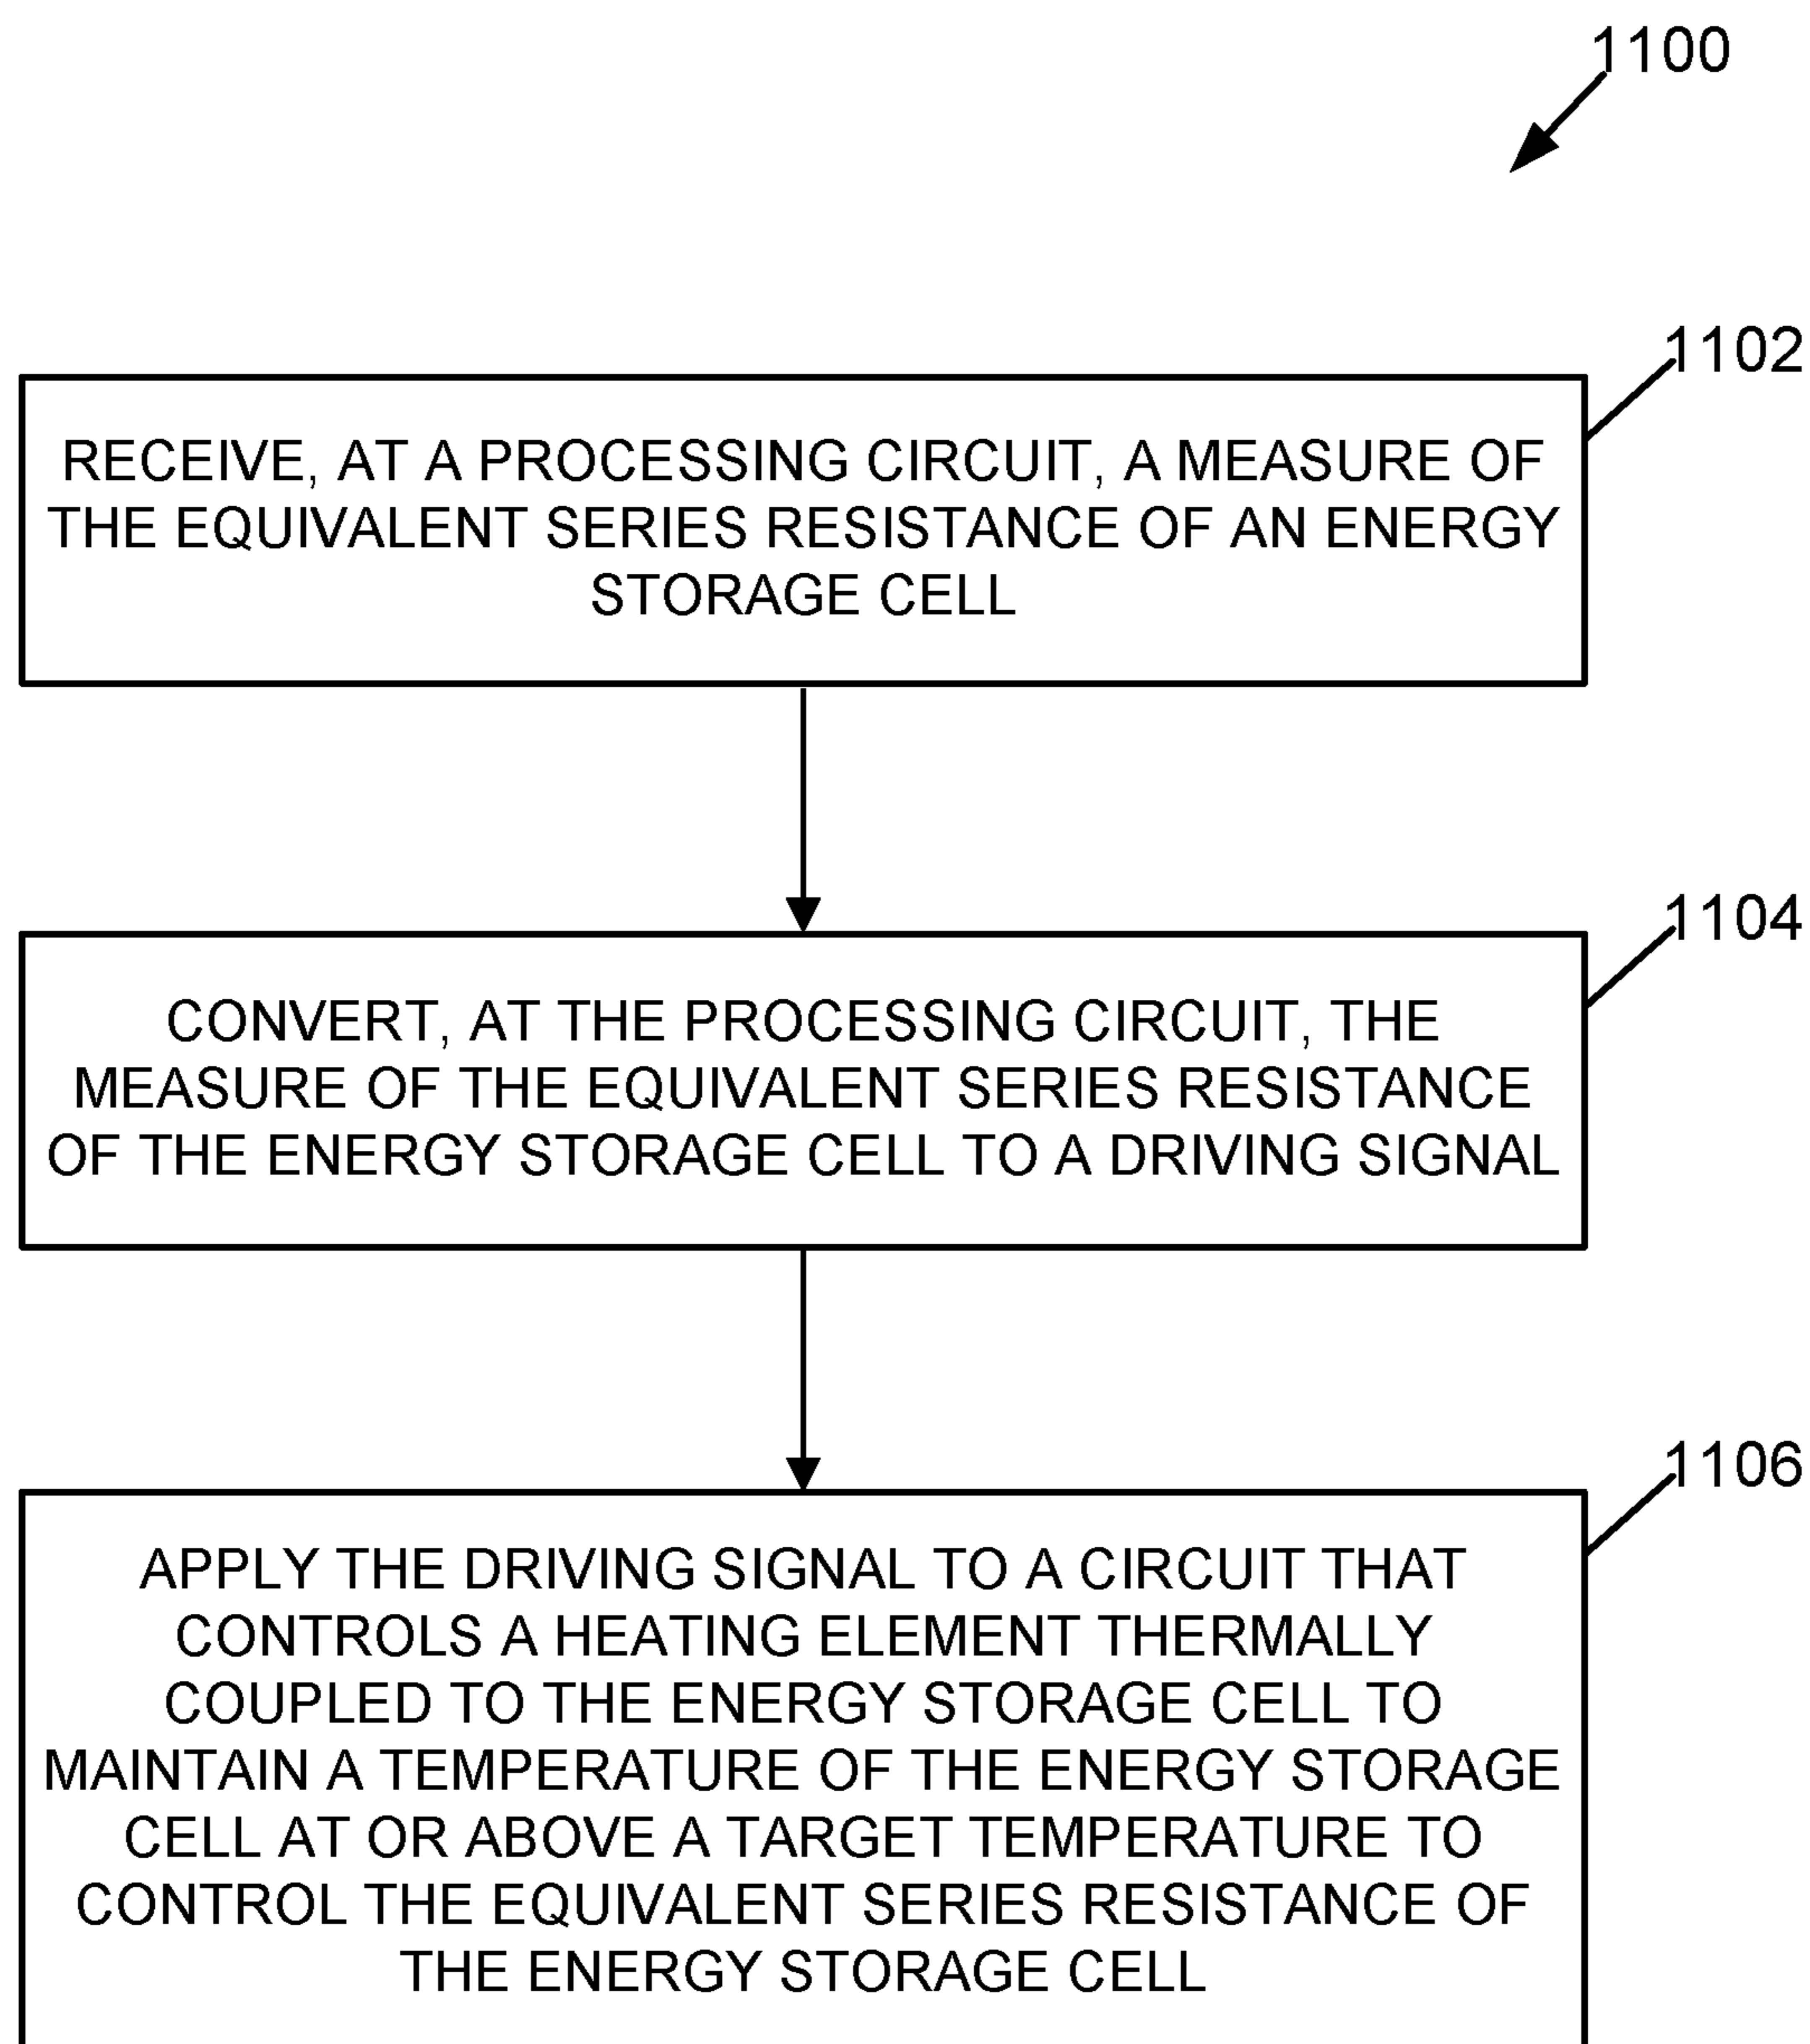 1100
1102
RECEIVE, AT A PROCESSING CIRCUIT, A MEASURE OF
THE EQUIVALENT SERIES RESISTANCE OF AN ENERGY
STORAGE CELL
1104
CONVERT, AT THE PROCESSING CIRCUIT, THE
MEASURE OF THE EQUIVALENT SERIES RESISTANCE
OF THE ENERGY STORAGE CELL TO A DRIVING SIGNAL
1106
APPLY THE DRIVING SIGNAL TO A CIRCUIT THAT
CONTROLS A HEATING ELEMENT THERMALLY
COUPLED TO THE ENERGY STORAGE CELL TO
MAINTAIN A TEMPERATURE OF THE ENERGY STORAGE
CELL AT OR ABOVE A TARGET TEMPERATURE TO
CONTROL THE EQUIVALENT SERIES RESISTANCE OF
THE ENERGY STORAGE CELL